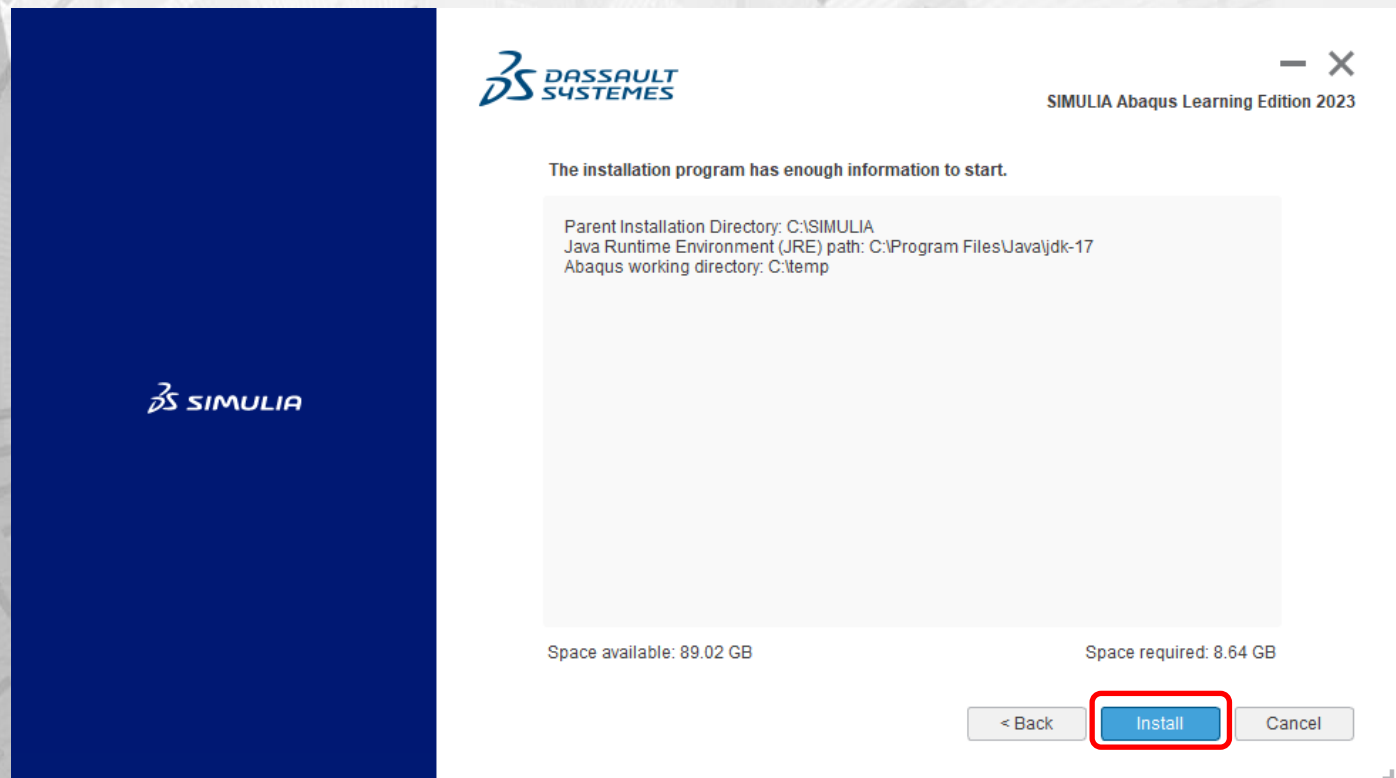 DASSAULT
SYSTEMES
SIMULIA Abaqus Learning Edition 2023
The installation program has enough information to start.
Parent Installation Directory: C:\SIMULIA
Java Runtime Environment (JRE) path: C:\Program Files\Java\jdk-17
Abaqus working directory: C:\temp
SIMULIA
Space available: 89.02 GB
Space required: 8.64 GB
< Back
Install
Cancel